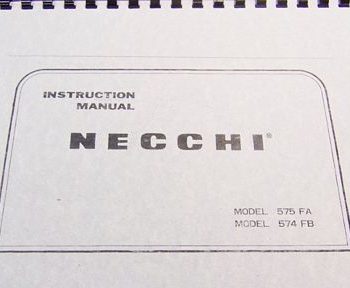 INSTRUCTION
MANUAL
NECCHI®
MODEL 575 FA
MODEL 574 FB